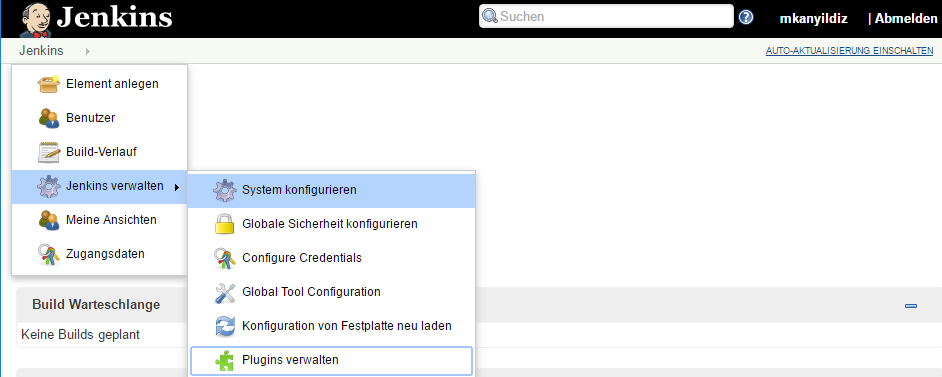 Jenkins
Suchen
?
mkanyildiz
| Abmelden
Jenkins
AUTO-AKTUALISIERUNG EINSCHALTEN
Element anlegen
Benutzer
Build-Verlauf
Jenkins verwalten
Meine Ansichten
Zugangsdaten
System konfigurieren
Globale Sicherheit konfigurieren
Configure Credentials
Global Tool Configuration
Konfiguration von Festplatte neu laden
Plugins verwalten
Build Warteschlange
Keine Builds geplant